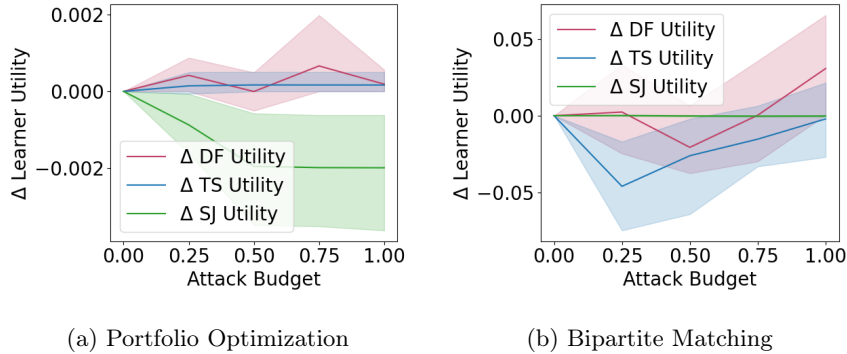 0.002
0.000
−0.002
Δ Learner Utility
Δ DF Utility
Δ TS Utility
Δ SJ Utility
0.00 0.25 0.50 0.75 1.00
Attack Budget
(a) Portfolio Optimization
0.05
0.00
−0.05
Δ Learner Utility
Δ DF Utility
Δ TS Utility
Δ SJ Utility
0.00 0.25 0.50 0.75 1.00
Attack Budget
(b) Bipartite Matching